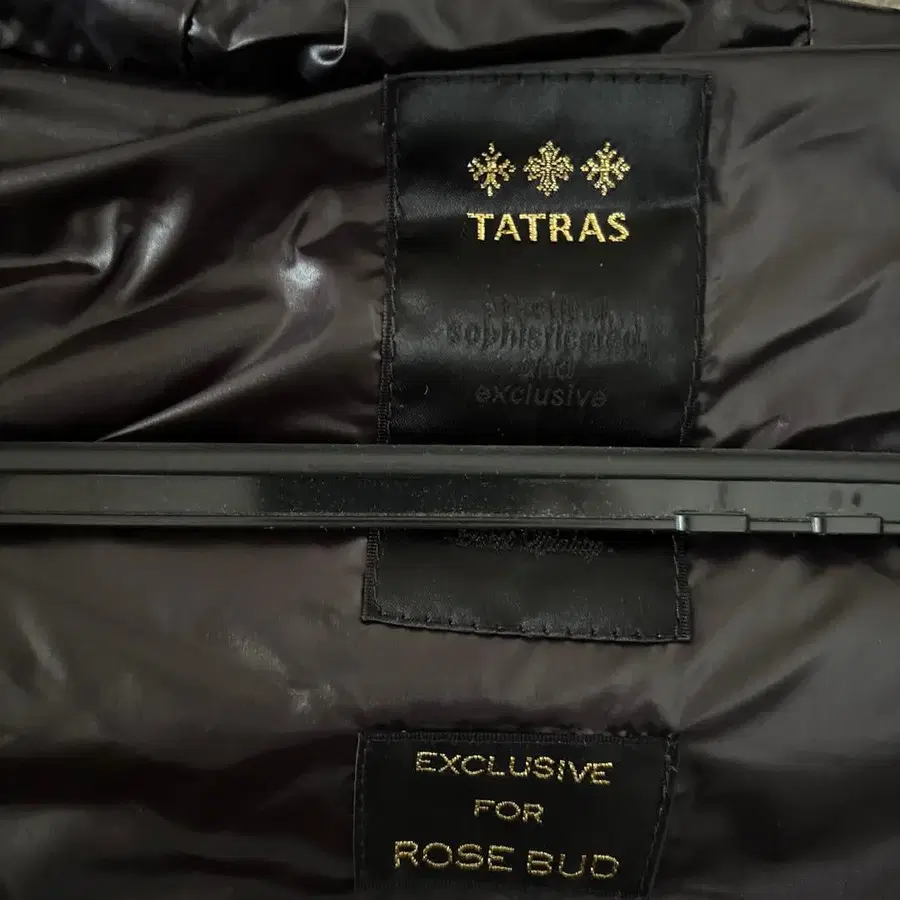 TATRAS
sophisticated,
and
exclusive
EXCLUSIVE
FOR
ROSE BUD